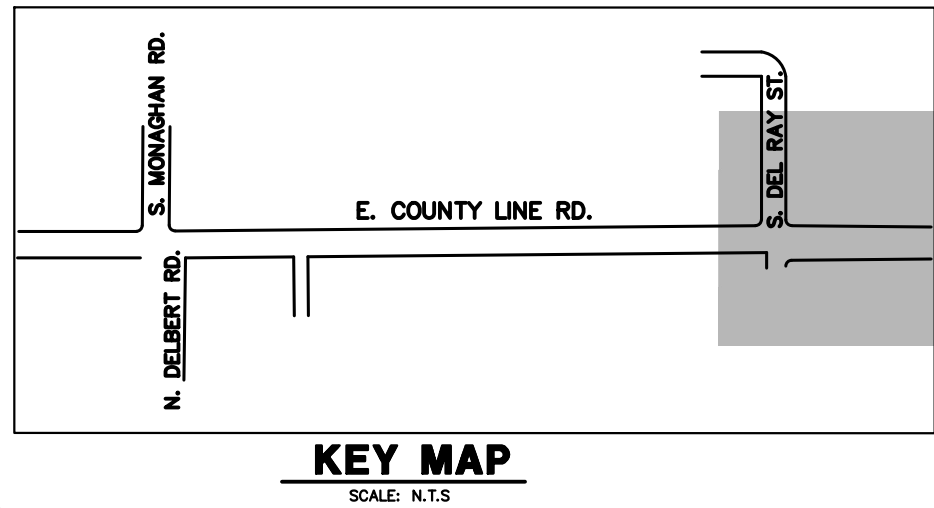 S. MONAGHAN RD.
S. DEL RAY ST.
E. COUNTY LINE RD.
N. DELBERT RD.
KEY MAP
SCALE: N.T.S